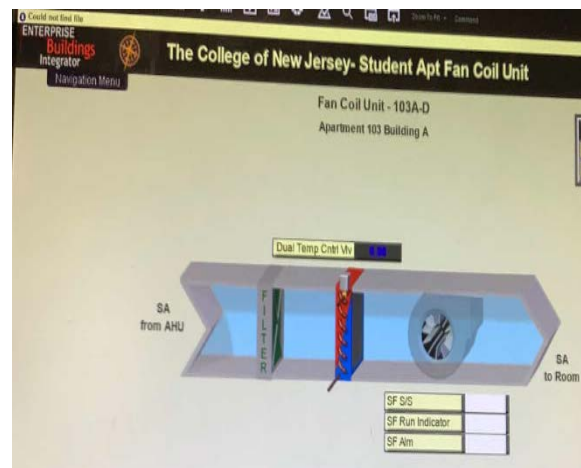 Could not find file
ENTERPRISE
Buildings
Integrator
Navigation Menu
The College of New Jersey- Student Apt Fan Coil Unit
Fan Coil Unit - 103A-D
Apartment 103 Building A
Dual Temp Cntrl Vlv
FILTER
SA
from AHU
SA
to Room
SF S/S
SF Run Indicator
SF Alm